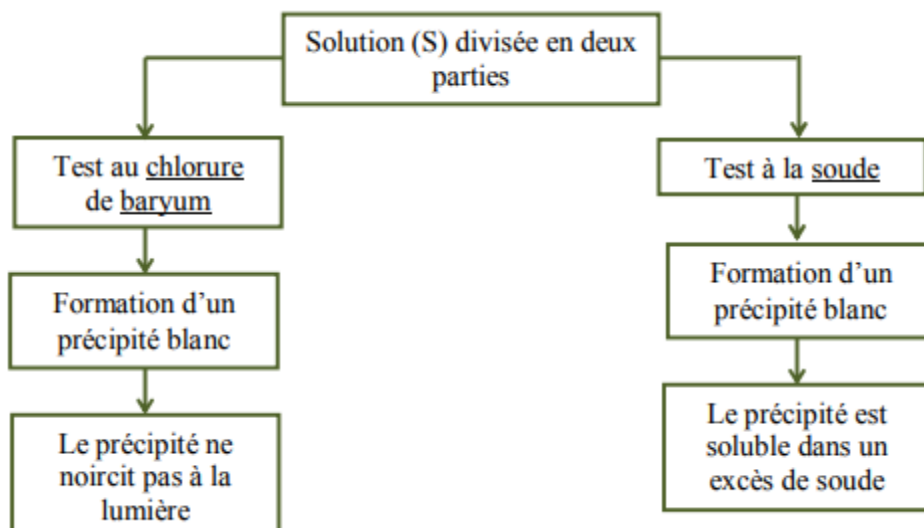 Solution (S) divisée en deux
parties
Test au chlorure
de baryum
Formation d'un
précipité blanc
Le précipité ne
noircit pas à la
lumière
Test à la soude
Formation d'un
précipité blanc
Le précipité est
soluble dans un
excès de soude